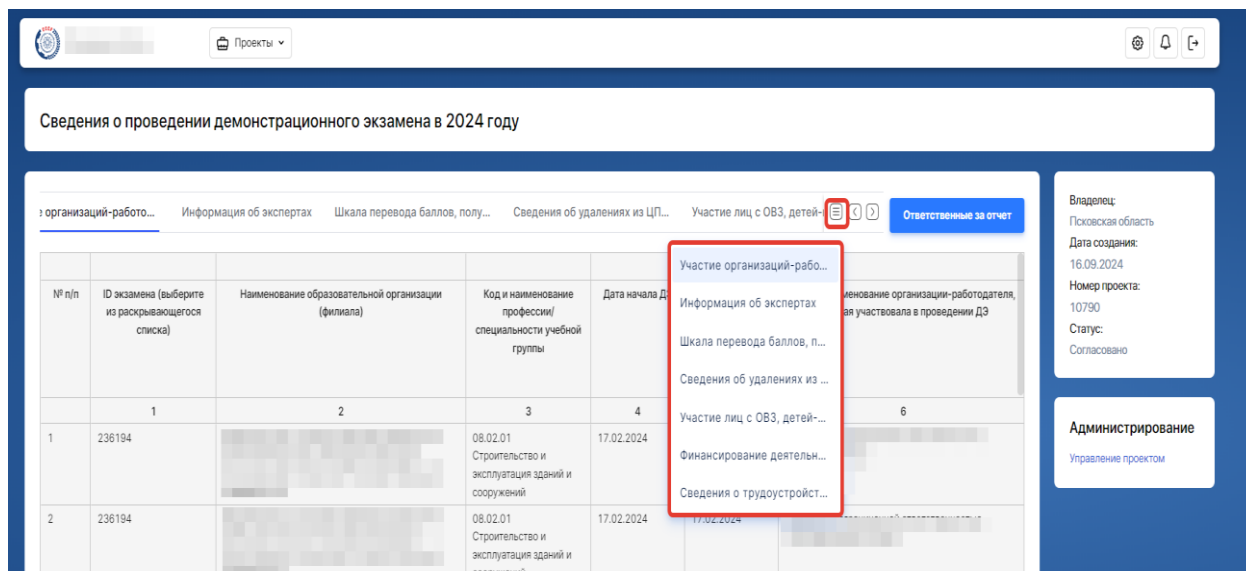 2024
Проекты
Сведения о проведении демонстрационного экзамена в 2024 году
е организаций-работо...
Информация об экспертах
Шкала перевода баллов, полу...
Сведения об удалениях из ЦП...
Участие лиц с ОВЗ, детей-
Ответственные за отчет
№ п/п
ID экзамена (выберите
из раскрывающегося
списка)
Наименование образовательной организации
(филиала)
Код и наименование
профессии/
специальности учебной
группы
Дата начала Д
менование организации-работодателя,
ая участвовала в проведении ДЭ
1
2
3
4
6
1
236194
08.02.01
Строительство и
эксплуатация зданий и
сооружений
17.02.2024
2
236194
08.02.01
Строительство и
эксплуатация зданий и
17.02.2024
17.02.2024
Участие организаций-рабо...
Информация об экспертах
Шкала перевода баллов, п...
Сведения об удалениях из ...
Участие лиц с ОВЗ, детей-...
Финансирование деятельн...
Сведения о трудоустройст...
Владелец:
Псковская область
Дата создания:
16.09.2024
Номер проекта:
10790
Статус:
Согласовано
Администрирование
Управление проектом